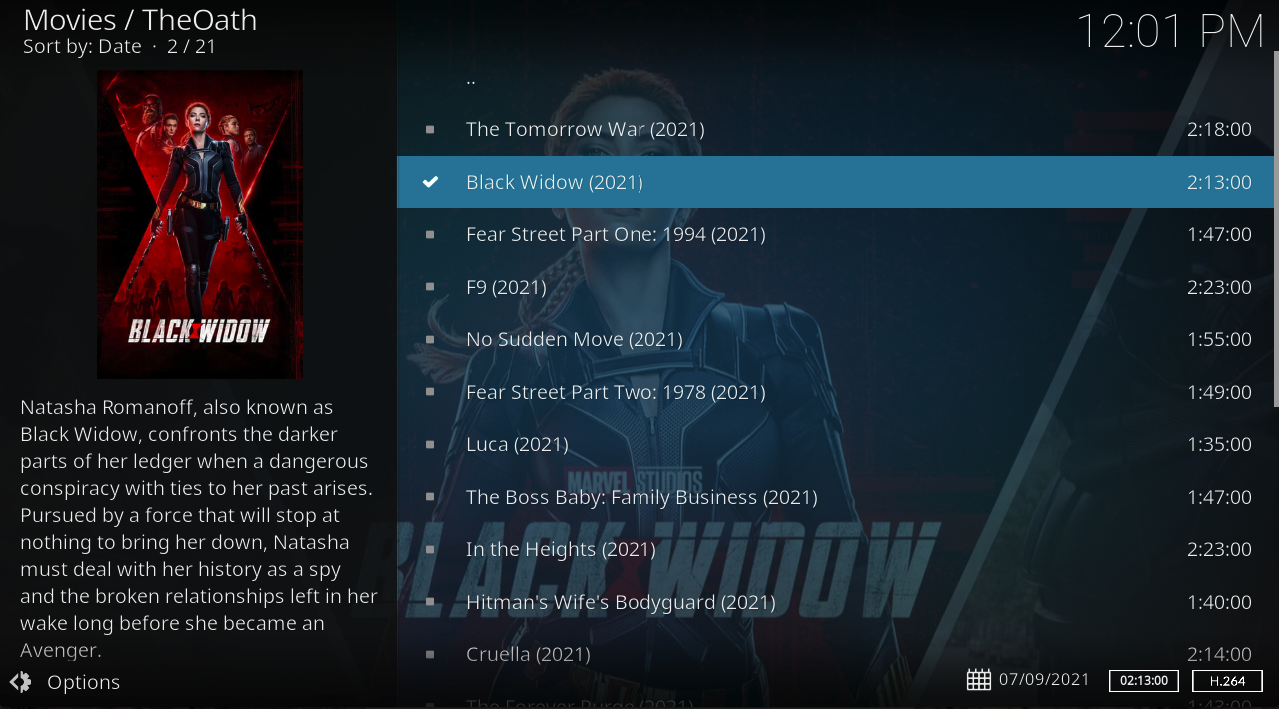 Movies / TheOath
Sort by: Date · 2 / 21
12:01 PM
BLACK WIDOW
Natasha Romanoff, also known as
Black Widow, confronts the darker
parts of her ledger when a dangerous
conspiracy with ties to her past arises.
Pursued by a force that will stop at
nothing to bring her down, Natasha
must deal with her history as a spy
and the broken relationships left in her
wake long before she became an
Avenger.
Options
..
The Tomorrow War (2021) 2:18:00
Black Widow (2021) 2:13:00
Fear Street Part One: 1994 (2021) 1:47:00
F9 (2021) 2:23:00
No Sudden Move (2021) 1:55:00
Fear Street Part Two: 1978 (2021) 1:49:00
Luca (2021) 1:35:00
The Boss Baby: Family Business (2021) 1:47:00
In the Heights (2021) 2:23:00
Hitman's Wife's Bodyguard (2021) 1:40:00
Cruella (2021) 2:14:00
The Forever Purge (2021) 1:43:00
MARVEL STUDIOS
BLACK WIDOW
07/09/2021 02:13:00 H.264